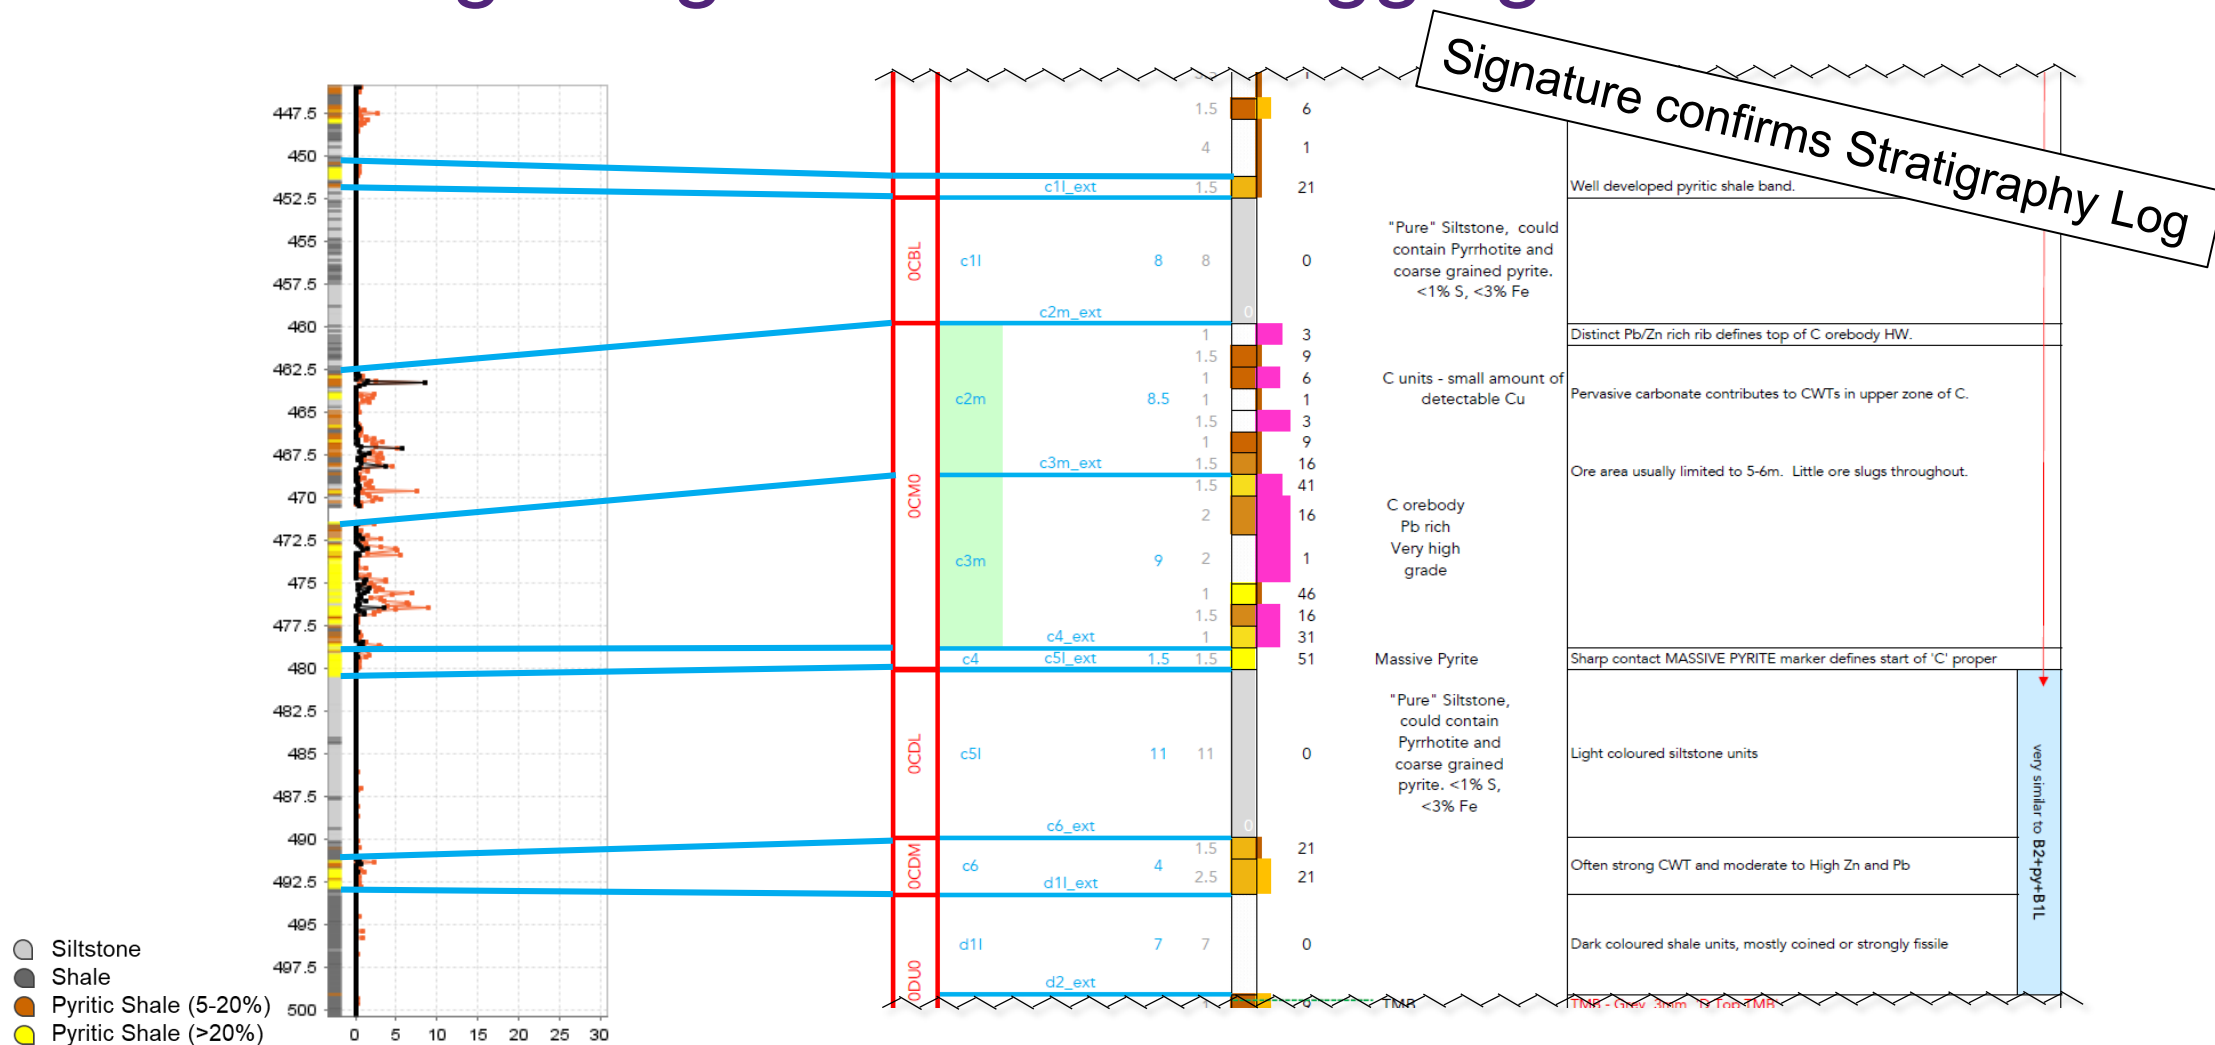 Signature confirms Stratigraphy Log
447.5
450
452.5
455
457.5
460
462.5
465
467.5
470
472.5
475
477.5
480
482.5
485
487.5
490
492.5
495
497.5
500
0 5 10 15 20 25 30
Siltstone
Shale
Pyritic Shale (5-20%)
Pyritic Shale (>20%)
0CBL
0CM0
0CDL
0CDM
0DU0
1.5 6
4 1
c1l_ext 1.5 21
Well developed pyritic shale band.
c1l 8 8 0
"Pure" Siltstone, could
contain Pyrrhotite and
coarse grained pyrite.
<1% S, <3% Fe
c2m_ext 0
1 3
Distinct Pb/Zn rich rib defines top of C orebody HW.
1.5 9
1 6
C units - small amount of
detectable Cu
c2m 8.5 1 1
Pervasive carbonate contributes to CWTs in upper zone of C.
1.5 3
1 9
c3m_ext 1.5 16
Ore area usually limited to 5-6m. Little ore slugs throughout.
1.5 41
2 16
C orebody
Pb rich
Very high
grade
c3m 9 2 1
1 46
1.5 16
c4_ext 1 31
c4 c5l_ext 1.5 1.5 51
Massive Pyrite
Sharp contact MASSIVE PYRITE marker defines start of 'C' proper
"Pure" Siltstone,
could contain
Pyrrhotite and
coarse grained
pyrite. <1% S,
<3% Fe
c5l 11 11 0
Light coloured siltstone units
c6_ext 0
1.5 21
c6 4
Often strong CWT and moderate to High Zn and Pb
d1l_ext 2.5 21
d1l 7 7 0
Dark coloured shale units, mostly coined or strongly fissile
d2_ext
very similar to B2+py+B1L
TMB
TMB - Grey 3mm 'D Top TMB'